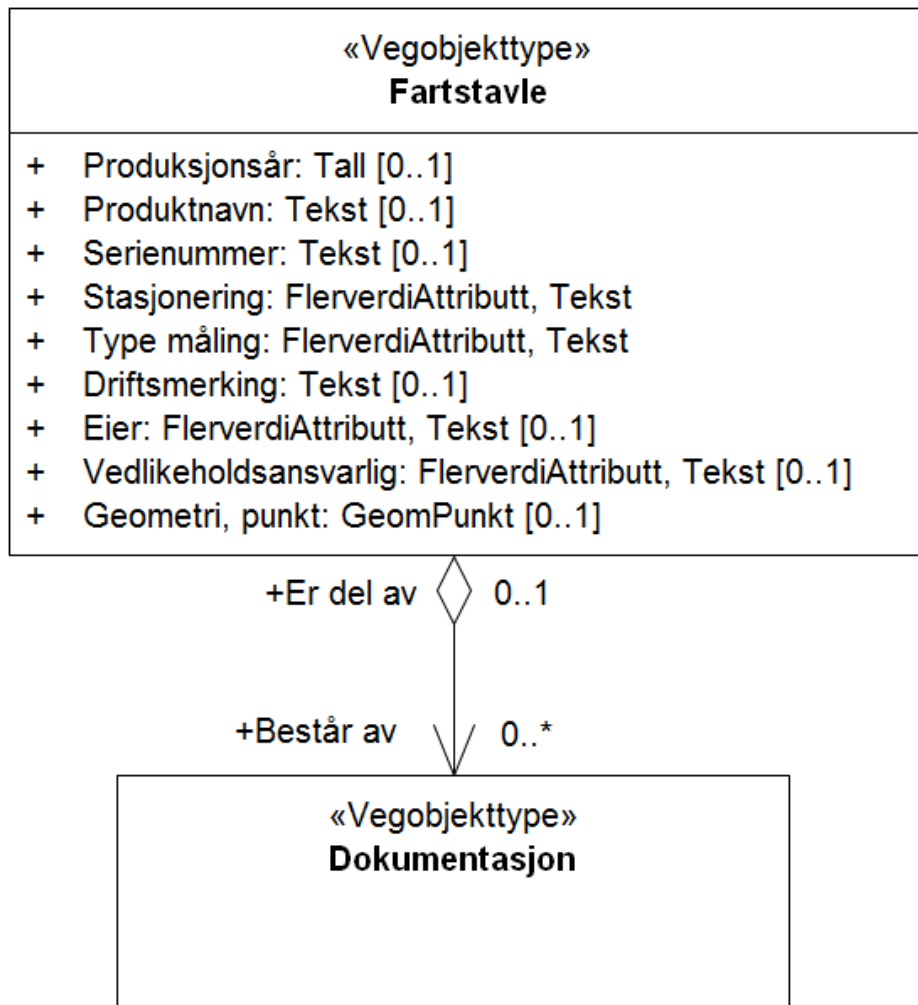 «Vegobjekttype»
Fartstavle
+ Produksjonsår: Tall [0..1]
+ Produktnavn: Tekst [0..1]
+ Serienummer: Tekst [0..1]
+ Stasjonering: FlerverdiAttributt, Tekst
+ Type måling: FlerverdiAttributt, Tekst
+ Driftsmerking: Tekst [0..1]
+ Eier: FlerverdiAttributt, Tekst [0..1]
+ Vedlikeholdsansvarlig: FlerverdiAttributt, Tekst [0..1]
+ Geometri, punkt: GeomPunkt [0..1]
+Er del av 0..1
+Består av 0..*
«Vegobjekttype»
Dokumentasjon